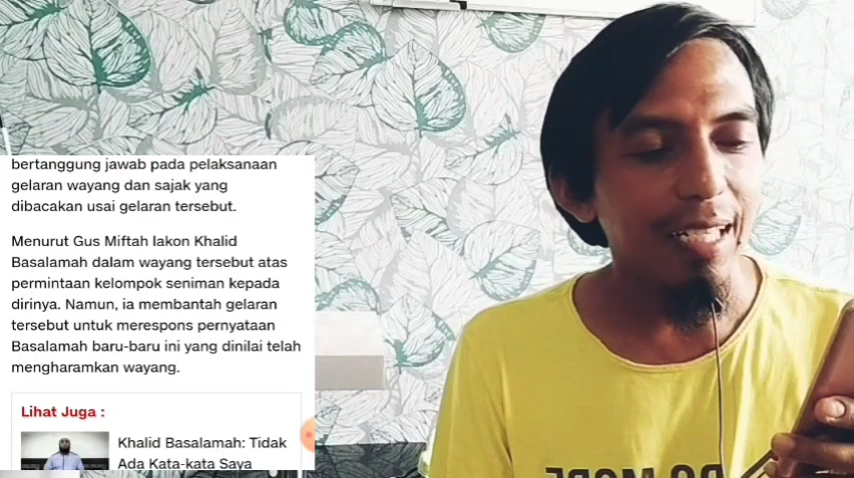 bertanggung jawab pada pelaksanaan
gelaran wayang dan sajak yang
dibacakan usai gelaran tersebut.
Menurut Gus Miftah lakon Khalid
Basalamah dalam wayang tersebut atas
permintaan kelompok seniman kepada
dirinya. Namun, ia membantah gelaran
tersebut untuk merespons pernyataan
Basalamah baru-baru ini yang dinilai telah
mengharamkan wayang.
Lihat Juga :
Khalid Basalamah: Tidak
Ada Kata-kata Saya
DO MORE